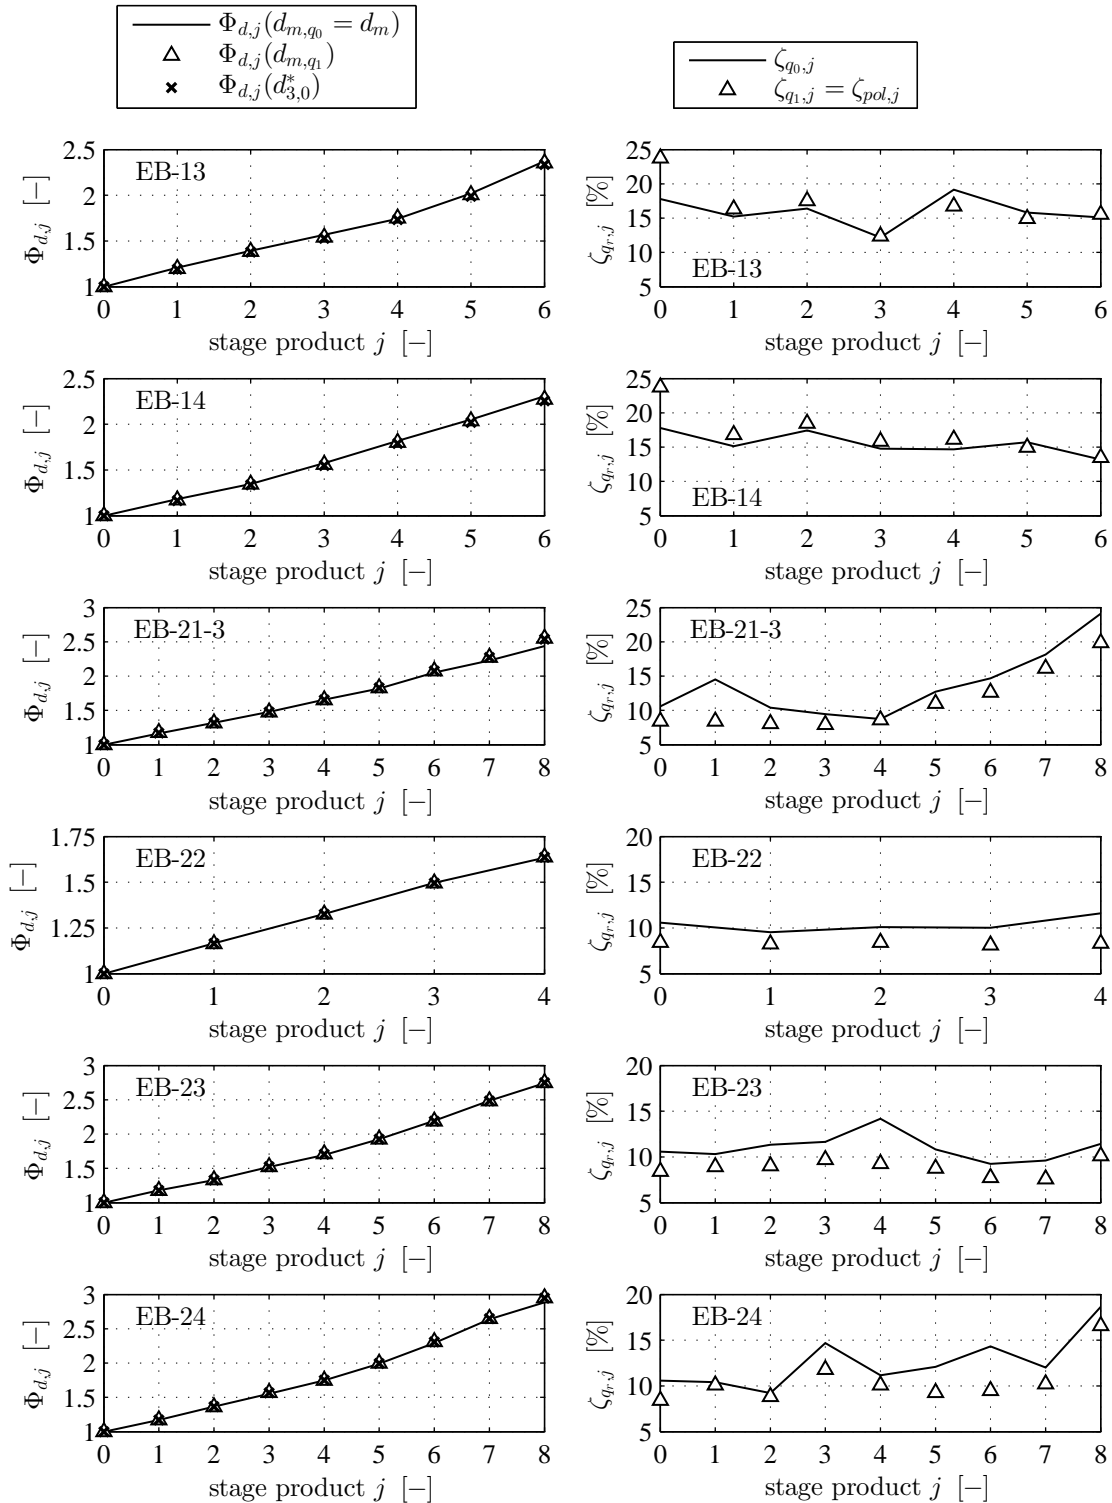 Φ_{d,j}(d_{m,q_0} = d_m)
Φ_{d,j}(d_{m,q_1})
Φ_{d,j}(d^*_{3,0})
ζ_{q_0,j}
ζ_{q_1,j} = ζ_{pol,j}
EB-13
Φ_{d,j} [−]
2.5
2
1.5
1
0 1 2 3 4 5 6
stage product j [−]
EB-13
ζ_{q_r,j} [%]
25
20
15
10
5
0 1 2 3 4 5 6
stage product j [−]
EB-14
Φ_{d,j} [−]
2.5
2
1.5
1
0 1 2 3 4 5 6
stage product j [−]
EB-14
ζ_{q_r,j} [%]
25
20
15
10
5
0 1 2 3 4 5 6
stage product j [−]
EB-21-3
Φ_{d,j} [−]
3
2.5
2
1.5
1
0 1 2 3 4 5 6 7 8
stage product j [−]
EB-21-3
ζ_{q_r,j} [%]
25
20
15
10
5
0 1 2 3 4 5 6 7 8
stage product j [−]
EB-22
Φ_{d,j} [−]
1.75
1.5
1.25
1
0 1 2 3 4
stage product j [−]
EB-22
ζ_{q_r,j} [%]
20
15
10
5
0 1 2 3 4
stage product j [−]
EB-23
Φ_{d,j} [−]
3
2.5
2
1.5
1
0 1 2 3 4 5 6 7 8
stage product j [−]
EB-23
ζ_{q_r,j} [%]
20
15
10
5
0 1 2 3 4 5 6 7 8
stage product j [−]
EB-24
Φ_{d,j} [−]
3
2.5
2
1.5
1
0 1 2 3 4 5 6 7 8
stage product j [−]
EB-24
ζ_{q_r,j} [%]
20
15
10
5
0 1 2 3 4 5 6 7 8
stage product j [−]